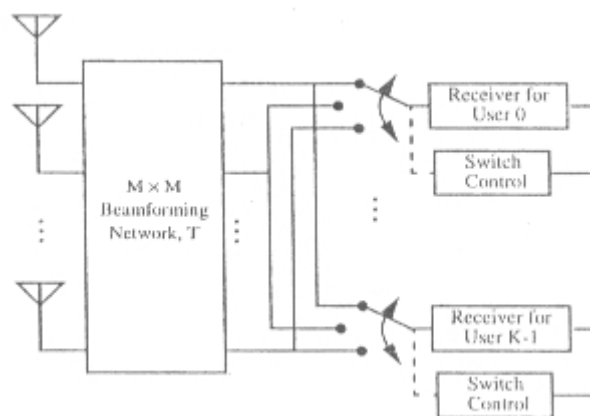 M × M
Beamforming
Network, T
Receiver for
User 0
Switch
Control
Receiver for
User K-1
Switch
Control